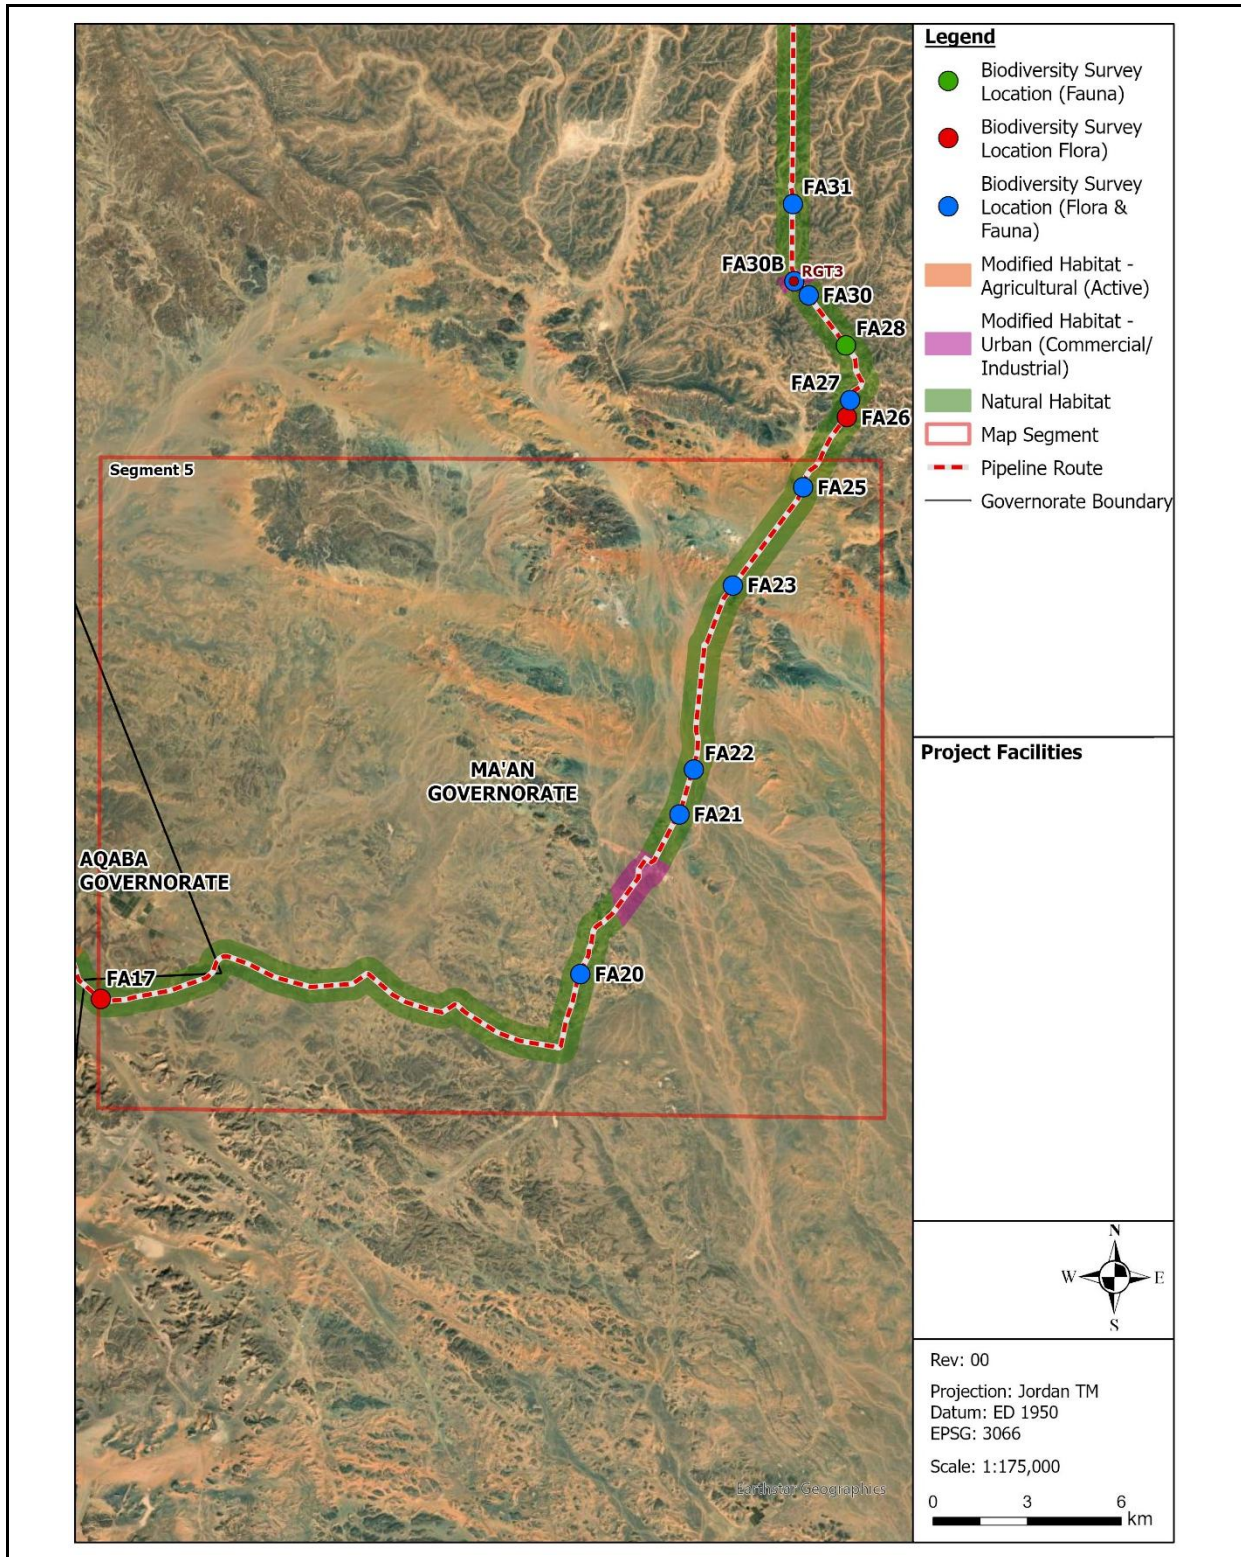 FA31
FA30B
RGT3
FA30
FA28
FA27
FA26
Segment 5
FA25
FA23
FA22
MA'AN
GOVERNORATE
FA21
AQABA
GOVERNORATE
FA17
FA20
Earthstar Geographics
Legend
Biodiversity Survey
Location (Fauna)
Biodiversity Survey
Location Flora)
Biodiversity Survey
Location (Flora &
Fauna)
Modified Habitat -
Agricultural (Active)
Modified Habitat -
Urban (Commercial/
Industrial)
Natural Habitat
Map Segment
Pipeline Route
Governorate Boundary
Project Facilities
N
W E
S
Rev: 00
Projection: Jordan TM
Datum: ED 1950
EPSG: 3066
Scale: 1:175,000
0 3 6
km